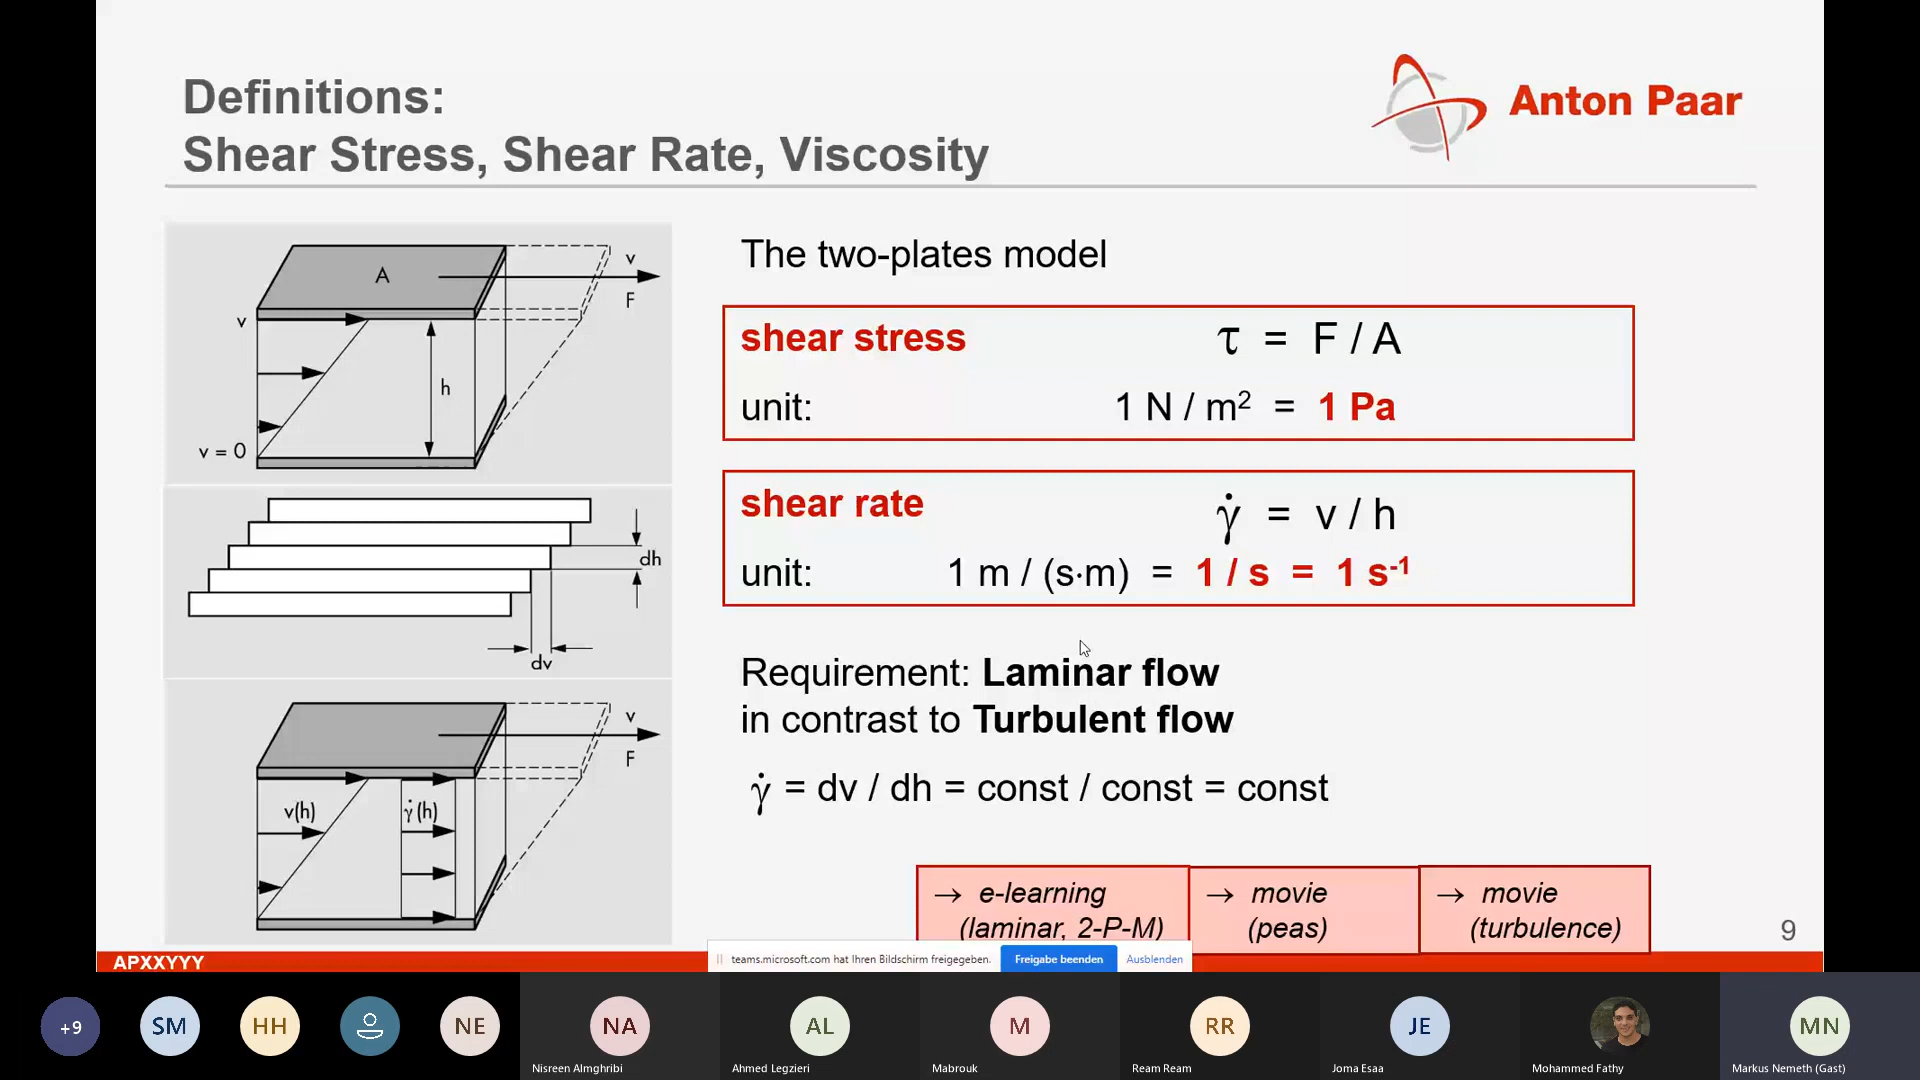 Definitions:
Shear Stress, Shear Rate, Viscosity
Anton Paar
A
v
F
v
h
v = 0
dh
dv
v
F
v(h)
γ̇(h)
The two-plates model
shear stress τ = F / A
unit: 1 N / m² = 1 Pa
shear rate γ̇ = v / h
unit: 1 m / (s·m) = 1 / s = 1 s⁻¹
Requirement: Laminar flow
in contrast to Turbulent flow
γ̇ = dv / dh = const / const = const
→ e-learning
(laminar, 2-P-M)
→ movie
(peas)
→ movie
(turbulence)
9
APXXYYY
teams.microsoft.com hat Ihren Bildschirm freigegeben.
Freigabe beenden
Ausblenden
+9
SM
HH
NE
NA
Nisreen Almghribi
AL
Ahmed Legzieri
M
Mabrouk
RR
Ream Ream
JE
Joma Esaa
Mohammed Fathy
MN
Markus Nemeth (Gast)